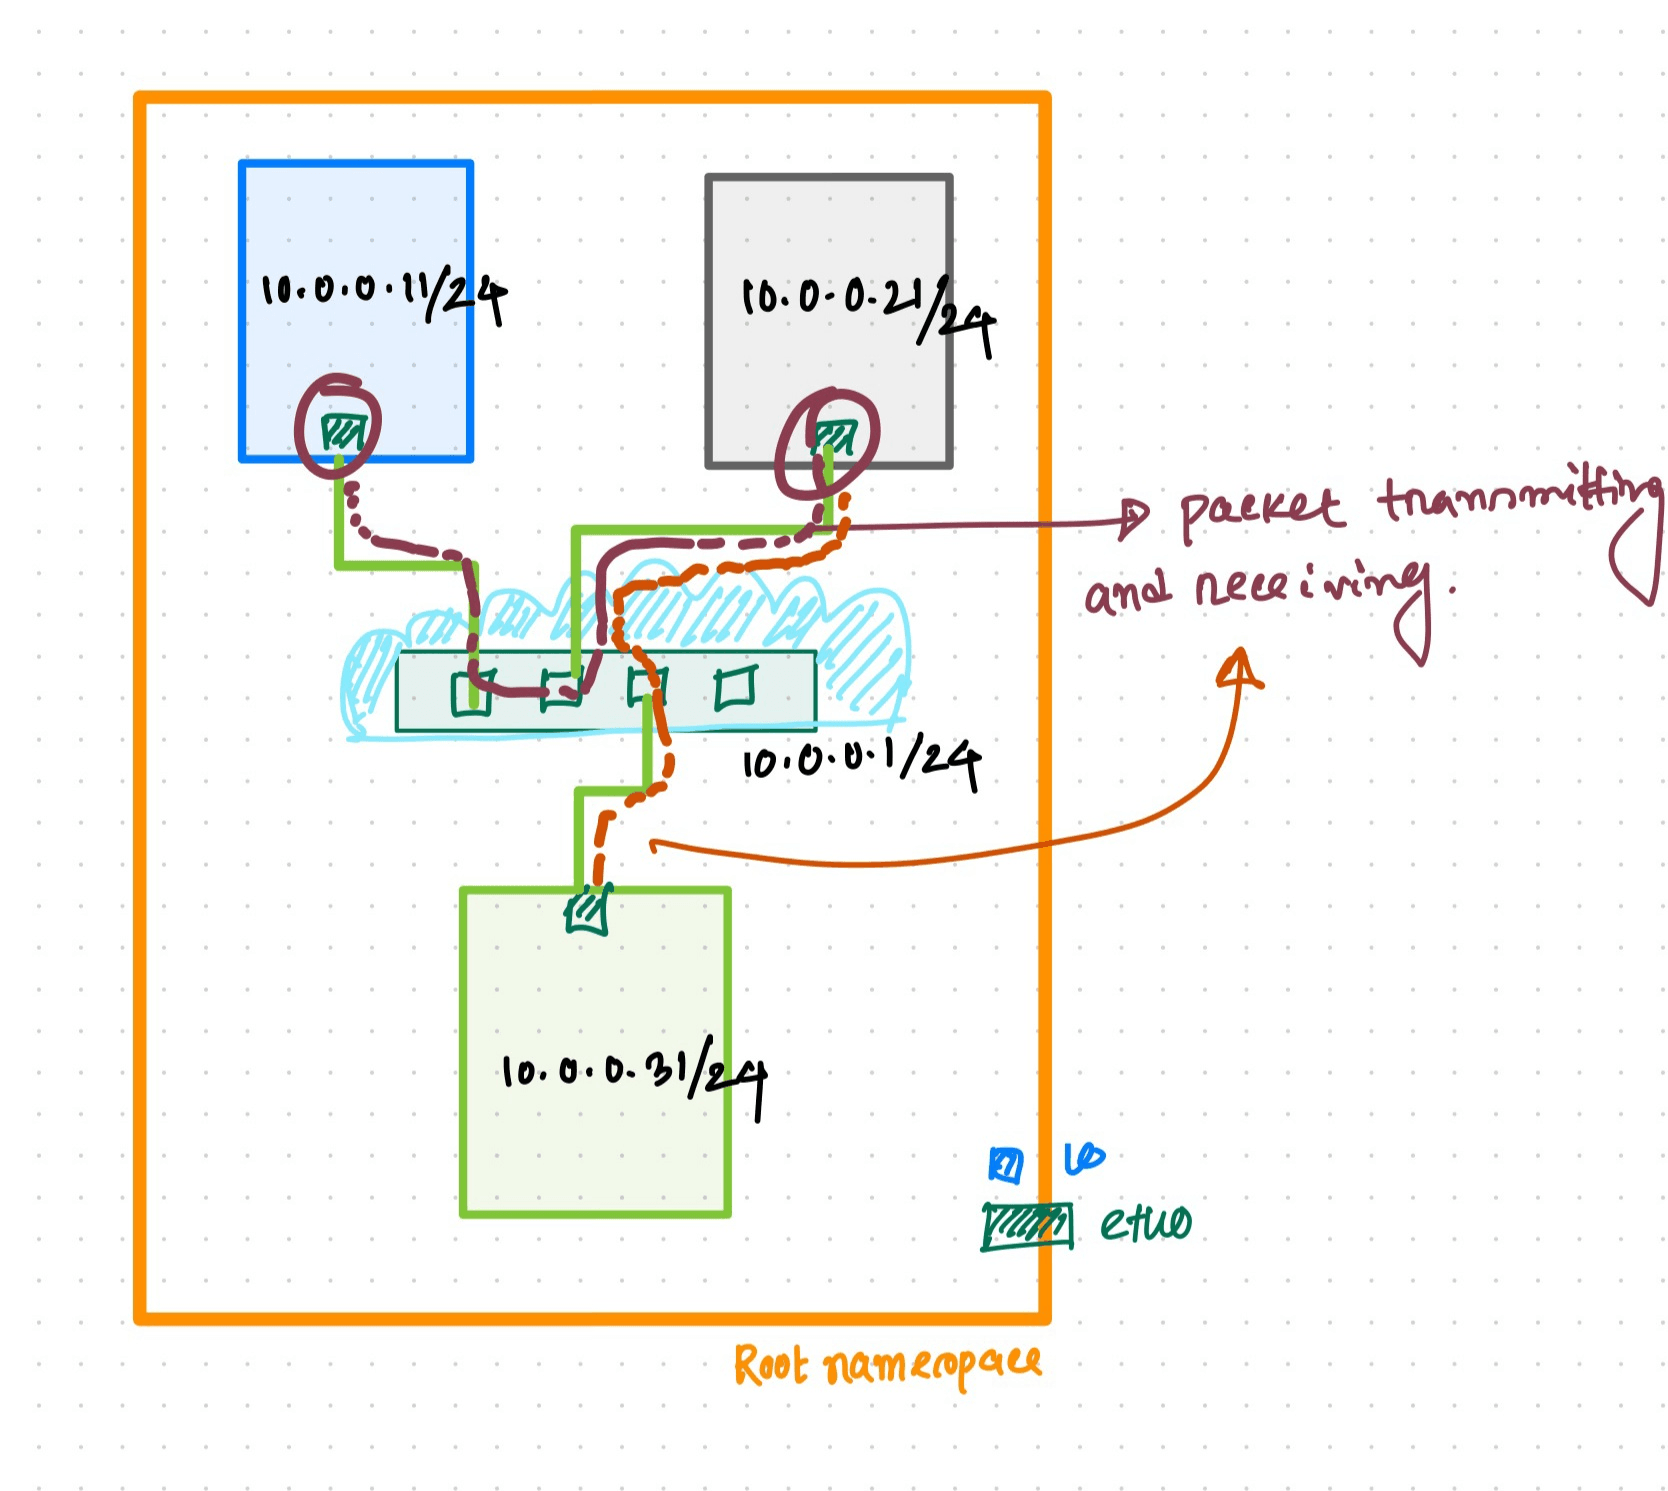 10.0.0.11/24
10.0.0.21/24
packet transmitting
and receiving.
10.0.0.1/24
10.0.0.31/24
lo
eth0
Root namespace